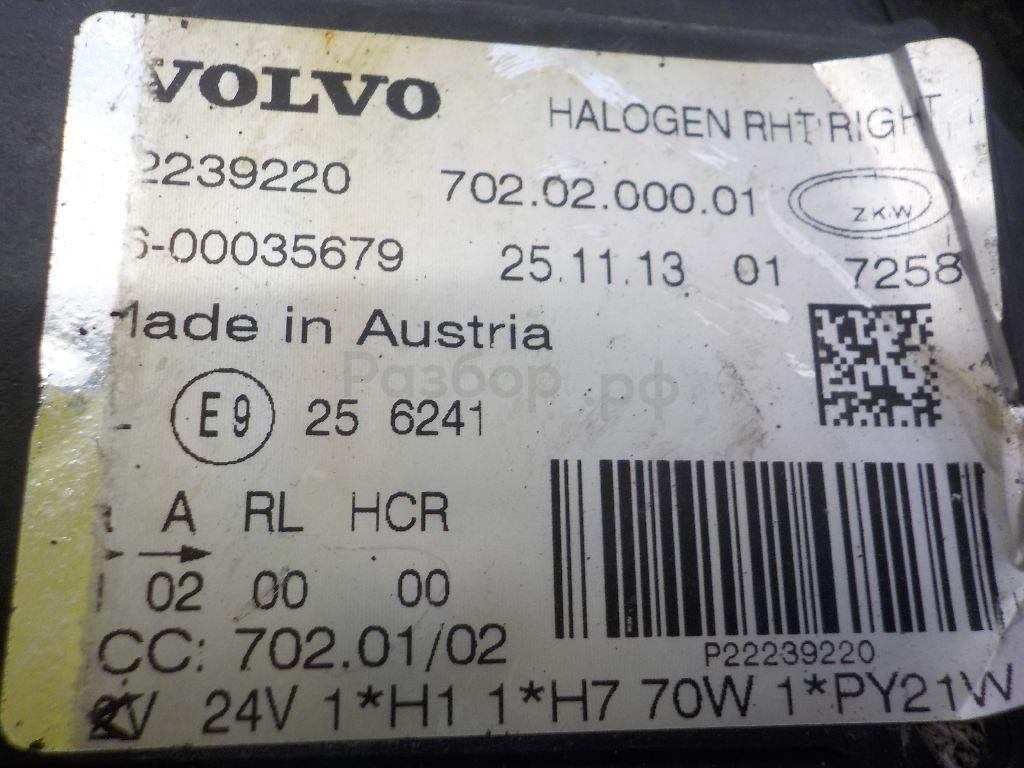 VOLVO HALOGEN RHT RIGHT
2239220 702.02.000.01 ZKW
6-00035679 25.11.13 01 7258
Made in Austria
Разбор.рф
E9 25 6241
A RL HCR
02 00 00
CC: 702.01/02
P22239220
24V 1*H1 1*H7 70W 1*PY21W